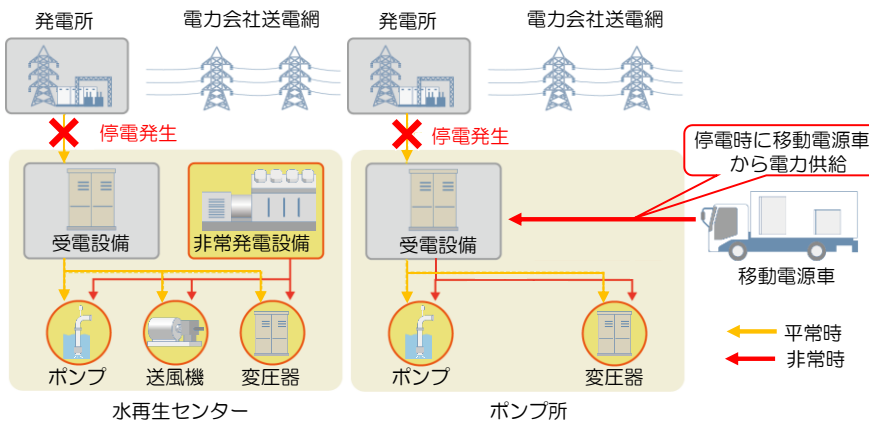 発電所
電力会社送電網
発電所
電力会社送電網
停電発生
停電発生
停電時に移動電源車
から電力供給
受電設備
非常発電設備
受電設備
移動電源車
ポンプ
送風機
変圧器
ポンプ
変圧器
平常時
非常時
水再生センター
ポンプ所